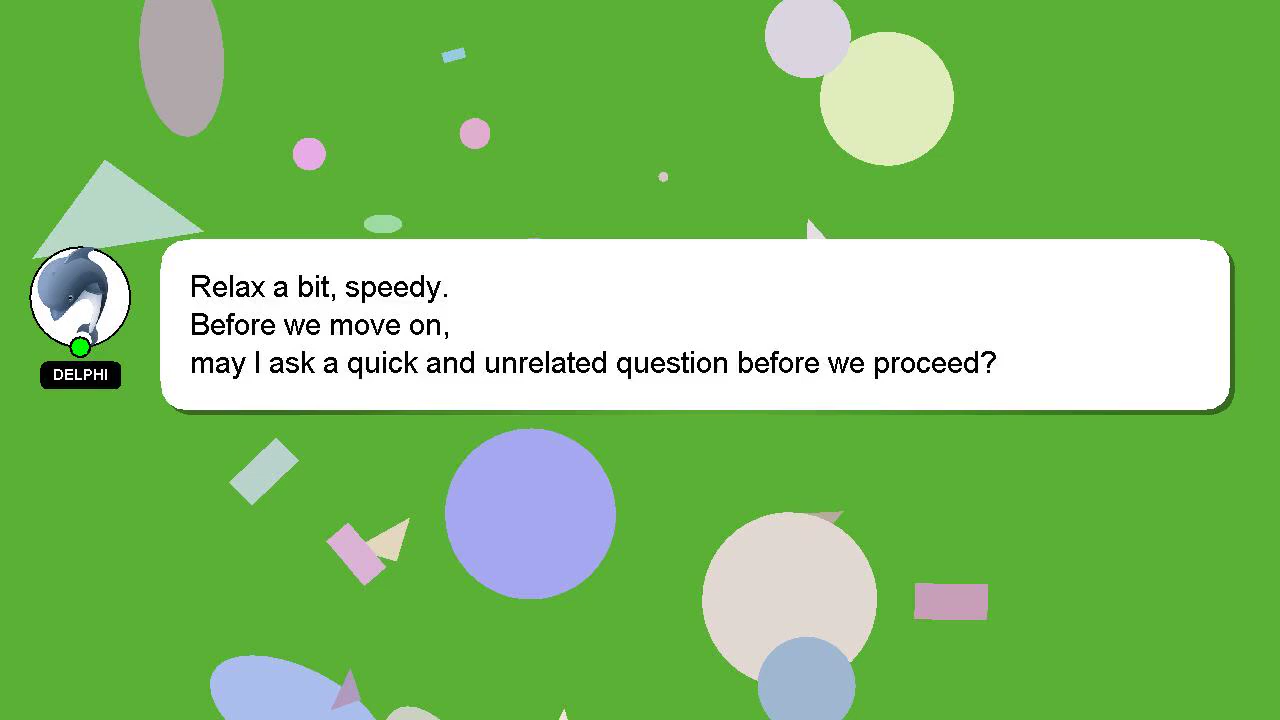 Relax a bit, speedy.
Before we move on,
may I ask a quick and unrelated question before we proceed?
DELPHI